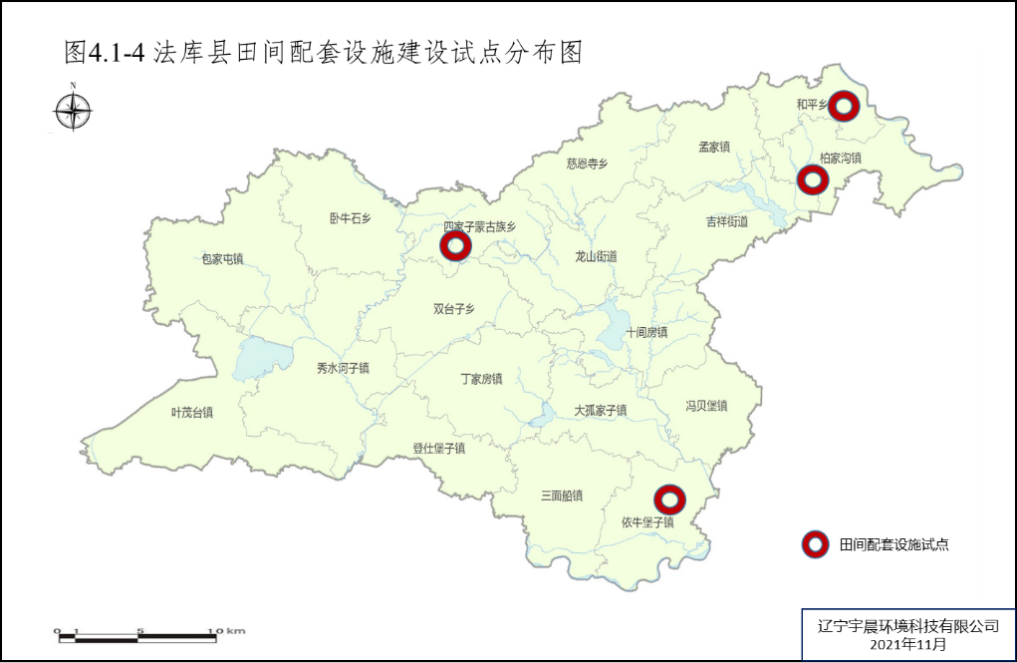 图4.1-4 法库县田间配套设施建设试点分布图
N
和平乡
柏家沟镇
孟家镇
慈恩寺乡
吉祥街道
卧牛石乡
四家子蒙古族乡
包家屯镇
龙山街道
双台子乡
十间房镇
秀水河子镇
丁家房镇
叶茂台镇
大孤家子镇
冯贝堡镇
登仕堡子镇
三面船镇
依牛堡子镇
田间配套设施试点
0 1 5 10 km
辽宁宇晨环境科技有限公司
2021年11月